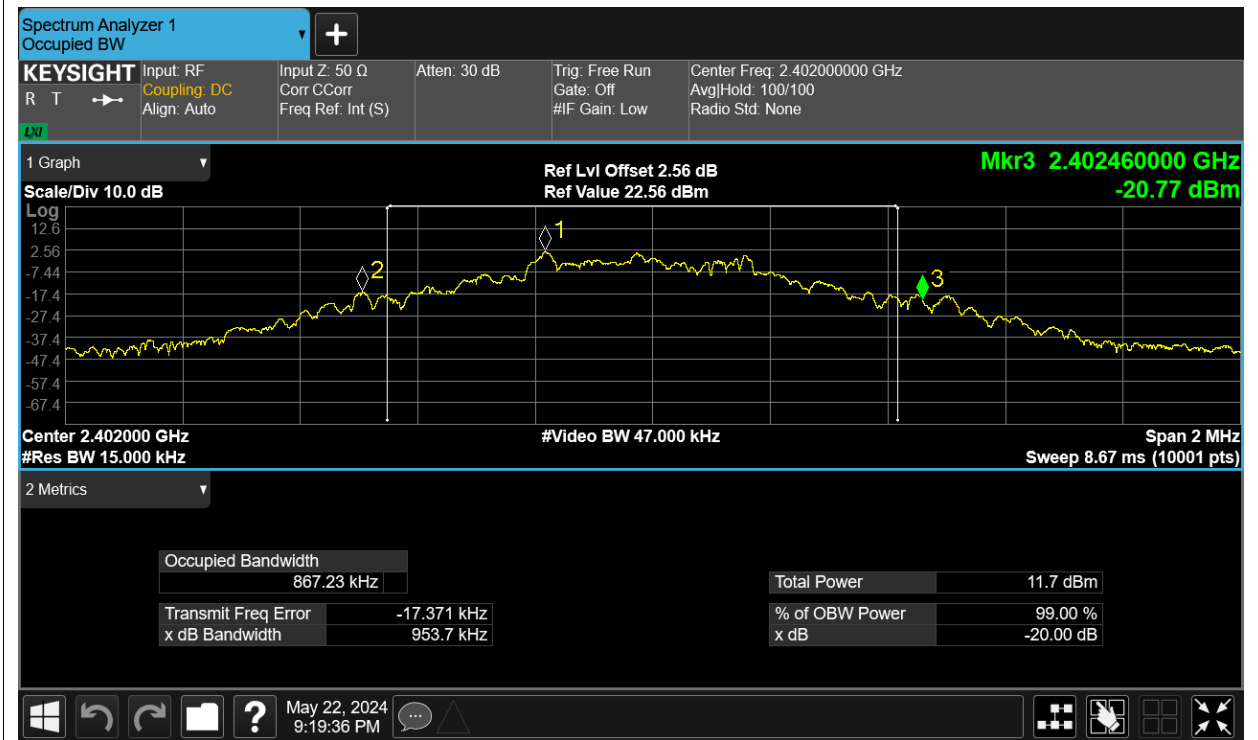 Spectrum Analyzer 1
Occupied BW
KEYSIGHT
R T
LXI
Input: RF
Coupling: DC
Align: Auto
Input Z: 50 Ω
Corr CCorr
Freq Ref: Int (S)
Atten: 30 dB
Trig: Free Run
Gate: Off
#IF Gain: Low
Center Freq: 2.402000000 GHz
Avg|Hold: 100/100
Radio Std: None
1 Graph
Scale/Div 10.0 dB
Ref Lvl Offset 2.56 dB
Ref Value 22.56 dBm
Mkr3 2.402460000 GHz
-20.77 dBm
Log
12.6
2.56
-7.44
-17.4
-27.4
-37.4
-47.4
-57.4
-67.4
1
2
3
Center 2.402000 GHz
#Res BW 15.000 kHz
#Video BW 47.000 kHz
Span 2 MHz
Sweep 8.67 ms (10001 pts)
2 Metrics
Occupied Bandwidth
867.23 kHz
Transmit Freq Error -17.371 kHz
x dB Bandwidth 953.7 kHz
Total Power 11.7 dBm
% of OBW Power 99.00 %
x dB -20.00 dB
?
May 22, 2024
9:19:36 PM